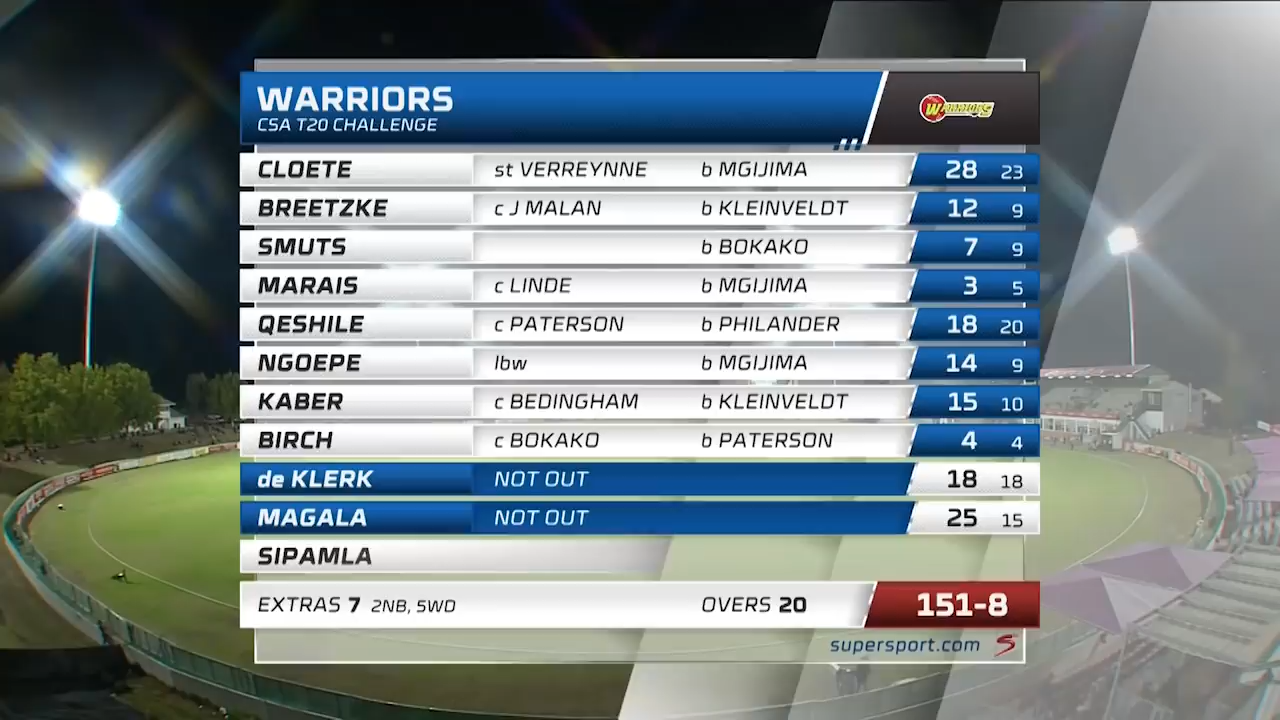 WARRIORS
CSA T20 CHALLENGE
WARRIORS
CLOETE st VERREYNNE b MGIJIMA 28 23
BREETZKE c J MALAN b KLEINVELDT 12 9
SMUTS b BOKAKO 7 9
MARAIS c LINDE b MGIJIMA 3 5
QESHILE c PATERSON b PHILANDER 18 20
NGOEPE lbw b MGIJIMA 14 9
KABER c BEDINGHAM b KLEINVELDT 15 10
BIRCH c BOKAKO b PATERSON 4 4
de KLERK NOT OUT 18 18
MAGALA NOT OUT 25 15
SIPAMLA
EXTRAS 7 2NB, 5WD OVERS 20 151-8
supersport.com S